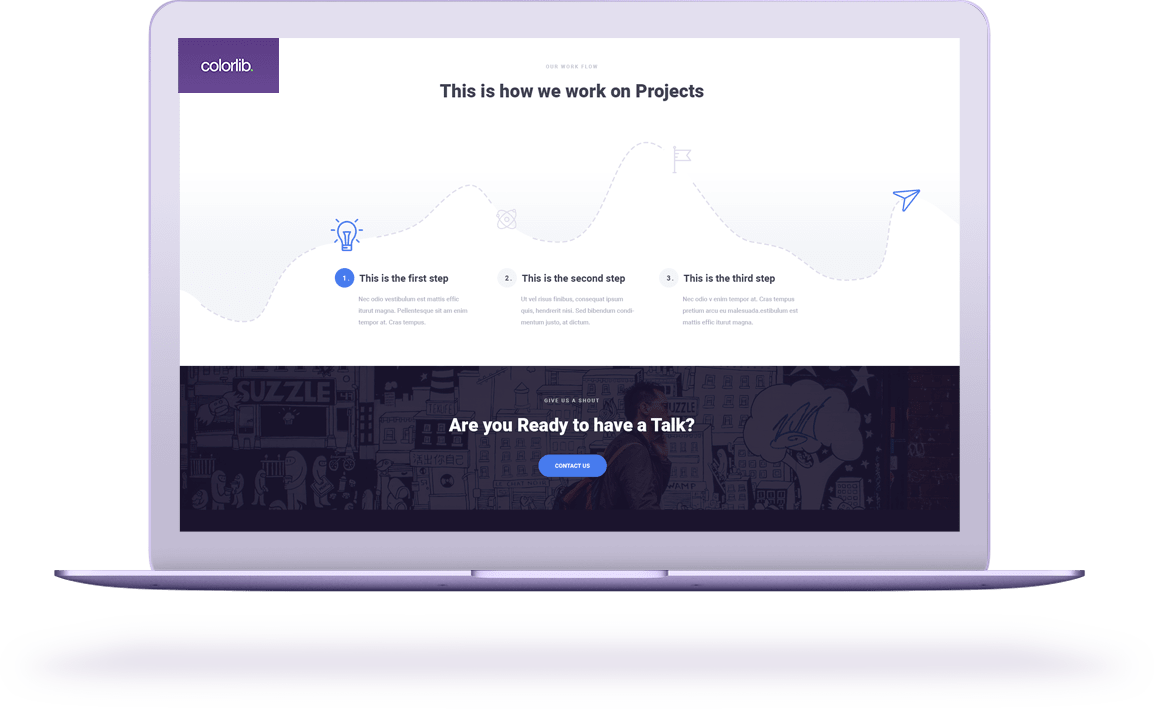 colorlib.
OUR WORK FLOW
This is how we work on Projects
1.
This is the first step
Nec odio vestibulum est mattis effic
iturut magna. Pellentesque sit am enim
tempor at. Cras tempus.
2.
This is the second step
Ut vel risus finibus, consequat ipsum
quis, hendrerit nisi. Sed bibendum condi-
mentum justo, at dictum.
3.
This is the third step
Nec odio v enim tempor at. Cras tempus
pretium arcu eu malesuada.estibulum est
mattis effic iturut magna.
SUZZLE
ZZLE
GIVE US A SHOUT
Are you Ready to have a Talk?
CONTACT US